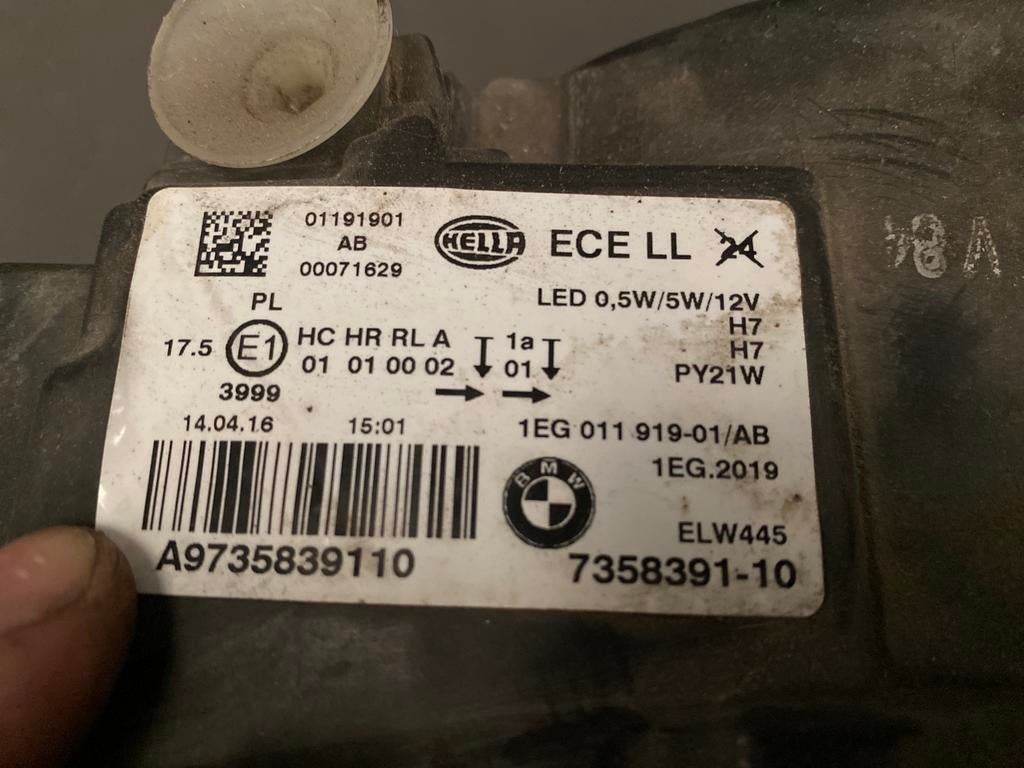 01191901
AB
00071629
HELLA
ECE LL 24
LED 0,5W/5W/12V
H7
H7
PY21W
PL
17.5 E1 HC HR RL A 1a
01 01 00 02 01
3999
14.04.16 15:01
1EG 011 919-01/AB
1EG.2019
BMW
ELW445
A9735839110
7358391-10